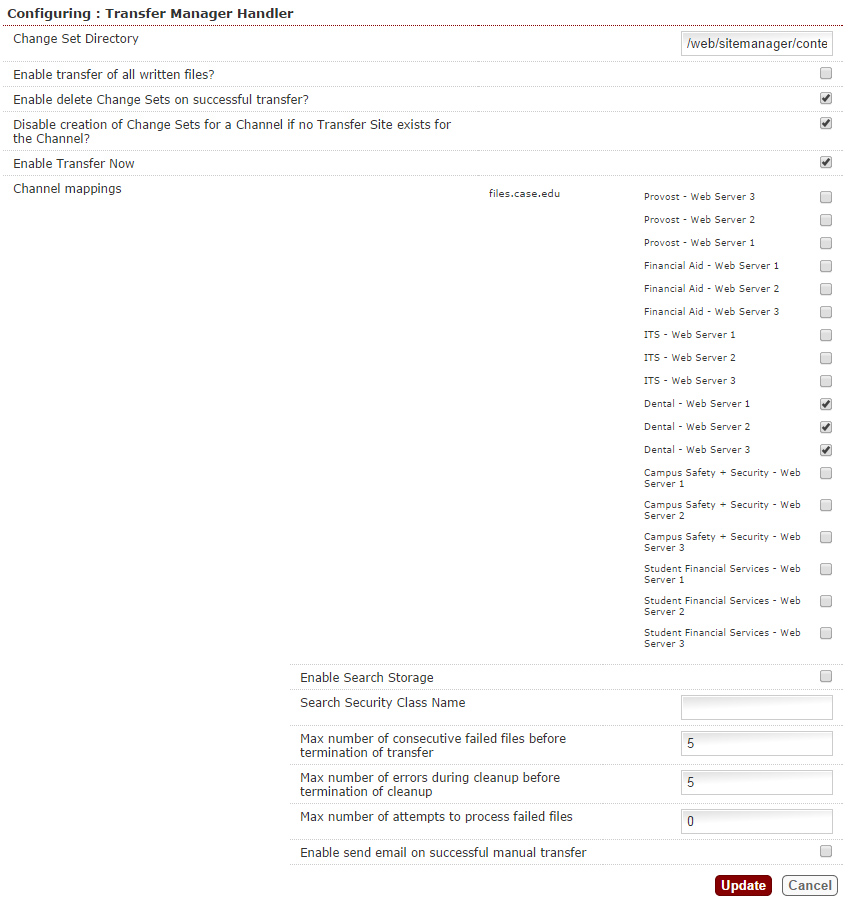 Configuring : Transfer Manager Handler
Change Set Directory
/web/sitemanager/conte
Enable transfer of all written files?
Enable delete Change Sets on successful transfer?
Disable creation of Change Sets for a Channel if no Transfer Site exists for
the Channel?
Enable Transfer Now
Channel mappings
files.case.edu
Provost - Web Server 3
Provost - Web Server 2
Provost - Web Server 1
Financial Aid - Web Server 1
Financial Aid - Web Server 2
Financial Aid - Web Server 3
ITS - Web Server 1
ITS - Web Server 2
ITS - Web Server 3
Dental - Web Server 1
Dental - Web Server 2
Dental - Web Server 3
Campus Safety + Security - Web
Server 1
Campus Safety + Security - Web
Server 2
Campus Safety + Security - Web
Server 3
Student Financial Services - Web
Server 1
Student Financial Services - Web
Server 2
Student Financial Services - Web
Server 3
Enable Search Storage
Search Security Class Name
Max number of consecutive failed files before
termination of transfer
5
Max number of errors during cleanup before
termination of cleanup
5
Max number of attempts to process failed files
0
Enable send email on successful manual transfer
Update
Cancel